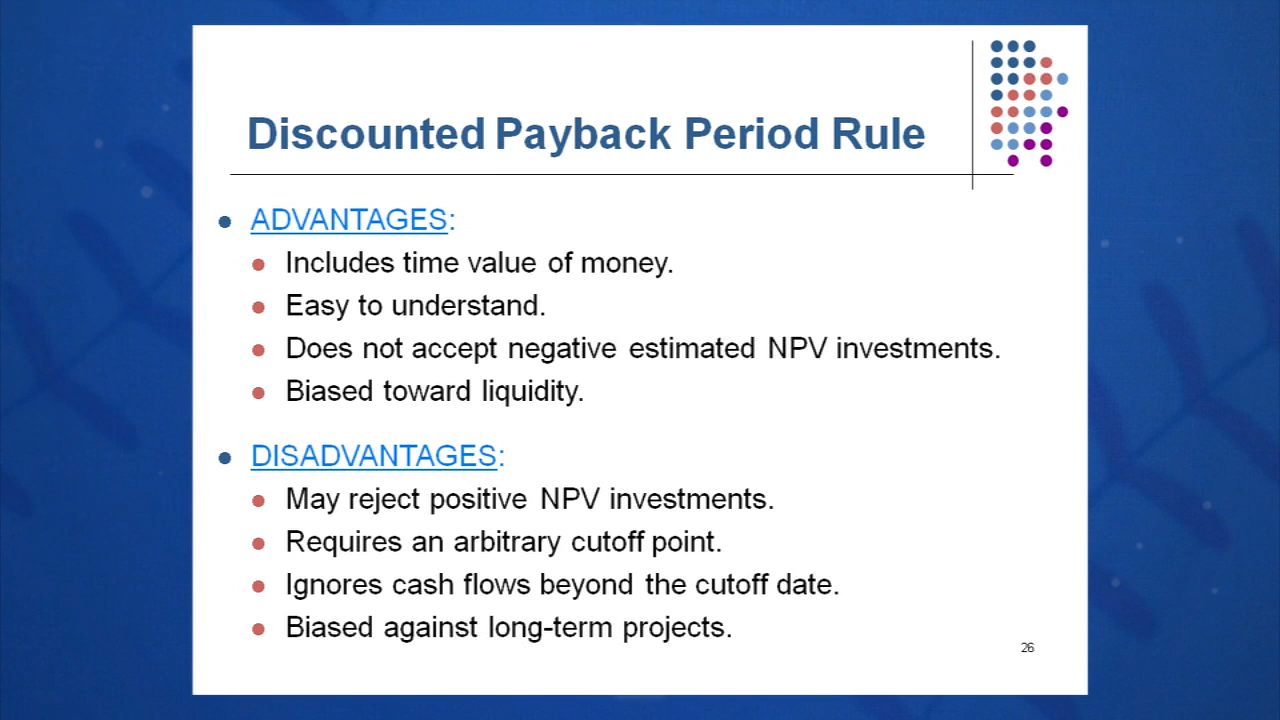 Discounted Payback Period Rule
ADVANTAGES:
Includes time value of money.
Easy to understand.
Does not accept negative estimated NPV investments.
Biased toward liquidity.
DISADVANTAGES:
May reject positive NPV investments.
Requires an arbitrary cutoff point.
Ignores cash flows beyond the cutoff date.
Biased against long-term projects.
26